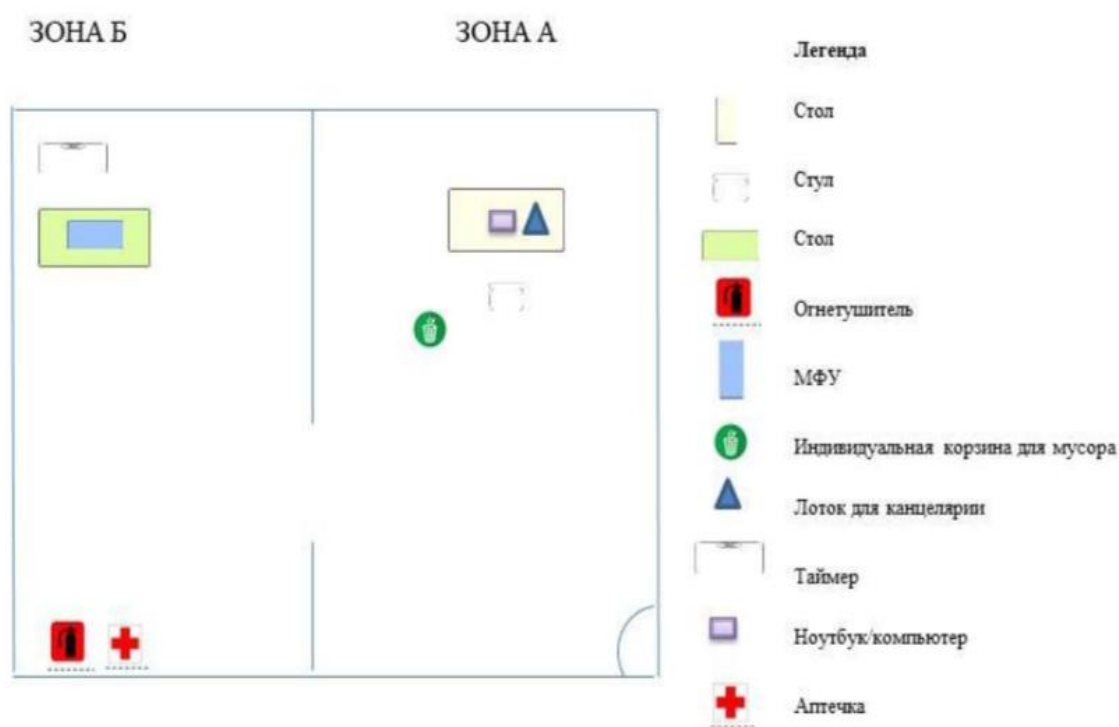 ЗОНА Б
ЗОНА А
Легенда
Стол
Стул
Стол
Огнетушитель
МФУ
Индивидуальная корзина для мусора
Лоток для канцелярии
Таймер
Ноутбук/компьютер
Аптечка